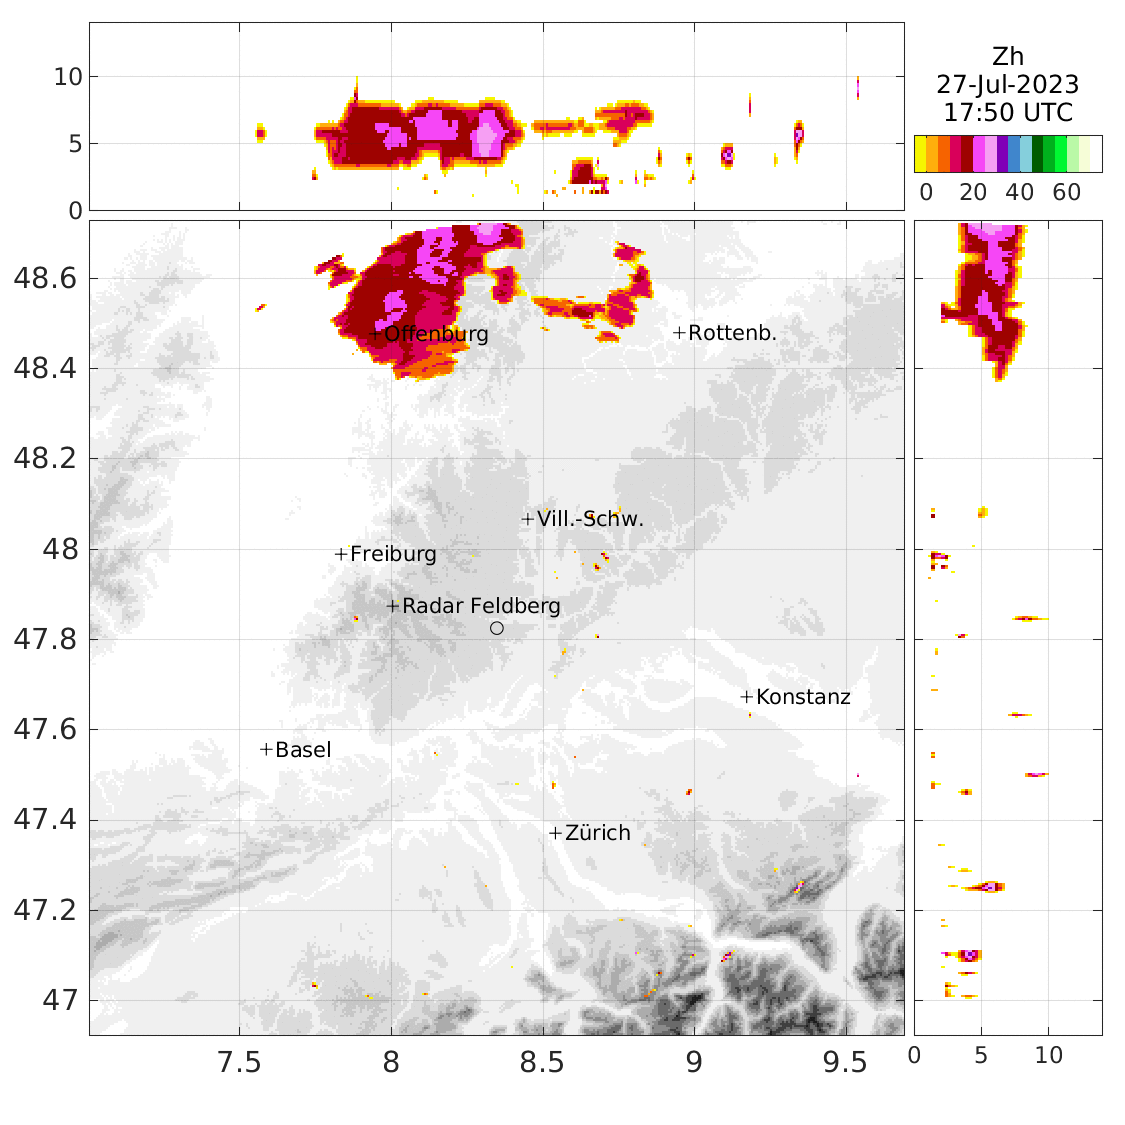 10
5
0
Zh
27-Jul-2023
17:50 UTC
0 20 40 60
48.6
48.4
48.2
48
47.8
47.6
47.4
47.2
47
Offenburg
Rottenb.
Vill.-Schw.
Freiburg
Radar Feldberg
Konstanz
Basel
Zürich
7.5 8 8.5 9 9.5
0 5 10